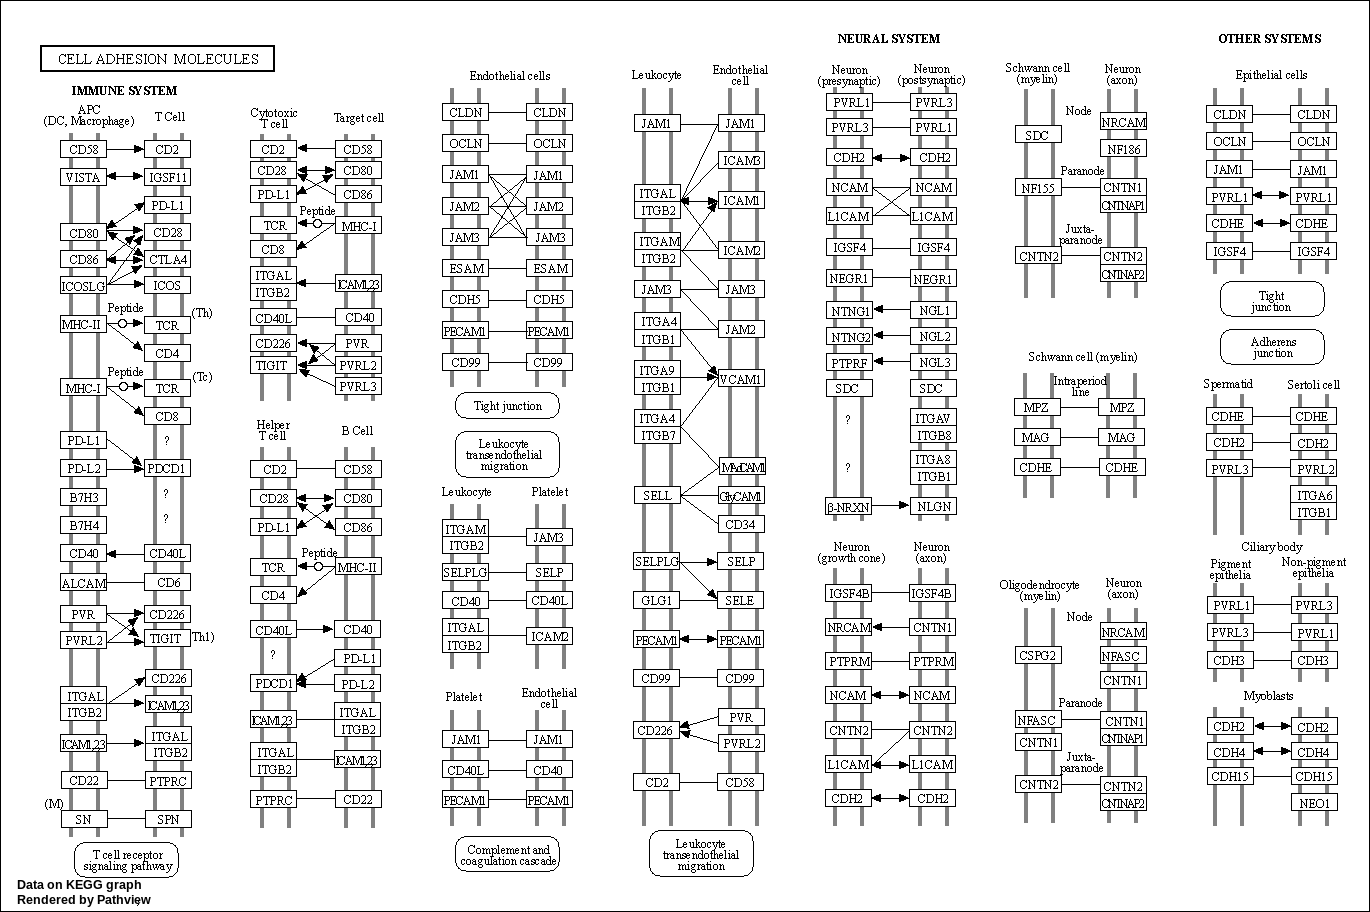 CELL ADHESION MOLECULES
IMMUNE SYSTEM
APC
(DC, Macrophage)
T Cell
CD58
CD2
VISTA
IGSF11
PD-L1
CD80
CD28
CD86
CTLA4
ICOSLG
ICOS
Peptide
(Th)
MHC-II
TCR
CD4
Peptide
(Tc)
MHC-I
TCR
CD8
PD-L1
?
PD-L2
PDCD1
B7H3
?
B7H4
?
CD40
CD40L
ALCAM
CD6
PVR
CD226
PVRL2
TIGIT
Th1)
CD226
ITGAL
ITGB2
ICAM1,23
ICAM1,23
ITGAL
ITGB2
CD22
PTPRC
(M)
SN
SPN
T cell receptor
signaling pathway
Data on KEGG graph
Rendered by Pathview
Cytotoxic
T cell
Target cell
CD2
CD58
CD28
CD80
PD-L1
CD86
Peptide
TCR
MHC-I
CD8
ITGAL
ITGB2
ICAM1,23
CD40L
CD40
CD226
PVR
TIGIT
PVRL2
PVRL3
Helper
T cell
B Cell
CD2
CD58
CD28
CD80
PD-L1
CD86
Peptide
TCR
MHC-II
CD4
CD40L
CD40
?
PD-L1
PDCD1
PD-L2
ICAM1,23
ITGAL
ITGB2
ITGAL
ITGB2
ICAM1,23
PTPRC
CD22
Endothelial cells
CLDN
CLDN
OCLN
OCLN
JAM1
JAM1
JAM2
JAM2
JAM3
JAM3
ESAM
ESAM
CDH5
CDH5
PECAM1
PECAM1
CD99
CD99
Tight junction
Leukocyte
transendothelial
migration
Leukocyte
Platelet
ITGAM
ITGB2
JAM3
SELPLG
SELP
CD40
CD40L
ITGAL
ITGB2
ICAM2
Platelet
Endothelial
cell
JAM1
JAM1
CD40L
CD40
PECAM1
PECAM1
Complement and
coagulation cascade
Leukocyte
Endothelial
cell
JAM1
JAM1
ICAM3
ITGAL
ITGB2
ICAM1
ITGAM
ITGB2
ICAM2
JAM3
JAM3
ITGA4
ITGB1
JAM2
ITGA9
ITGB1
VCAM1
ITGA4
ITGB7
MAdCAM1
SELL
GlyCAM1
CD34
SELPLG
SELP
GLG1
SELE
PECAM1
PECAM1
CD99
CD99
PVR
CD226
PVRL2
CD2
CD58
Leukocyte
transendothelial
migration
NEURAL SYSTEM
Neuron
(presynaptic)
Neuron
(postsynaptic)
PVRL1
PVRL3
PVRL3
PVRL1
CDH2
CDH2
NCAM
NCAM
L1CAM
L1CAM
IGSF4
IGSF4
NEGR1
NEGR1
NTNG1
NGL1
NTNG2
NGL2
PTPRF
NGL3
SDC
SDC
?
ITGAV
ITGB8
?
ITGA8
ITGB1
β-NRXN
NLGN
Neuron
(growth cone)
Neuron
(axon)
IGSF4B
IGSF4B
NRCAM
CNTN1
PTPRM
PTPRM
NCAM
NCAM
CNTN2
CNTN2
L1CAM
L1CAM
CDH2
CDH2
Schwann cell
(myelin)
Neuron
(axon)
Node
NRCAM
SDC
NF186
Paranode
NF155
CNTN1
CNTNAP1
Juxta-
paranode
CNTN2
CNTN2
CNTNAP2
Schwann cell (myelin)
Intraperiod
line
MPZ
MPZ
MAG
MAG
CDHE
CDHE
Oligodendrocyte
(myelin)
Neuron
(axon)
Node
NRCAM
CSPG2
NFASC
CNTN1
Paranode
NFASC
CNTN1
CNTNAP1
CNTN1
Juxta-
paranode
CNTN2
CNTN2
CNTNAP2
OTHER SYSTEMS
Epithelial cells
CLDN
CLDN
OCLN
OCLN
JAM1
JAM1
PVRL1
PVRL1
CDHE
CDHE
IGSF4
IGSF4
Tight
junction
Adherens
junction
Spermatid
Sertoli cell
CDHE
CDHE
CDH2
CDH2
PVRL3
PVRL2
ITGA6
ITGB1
Ciliary body
Pigment
epithelia
Non-pigment
epithelia
PVRL1
PVRL3
PVRL3
PVRL1
CDH3
CDH3
Myoblasts
CDH2
CDH2
CDH4
CDH4
CDH15
CDH15
NEO1